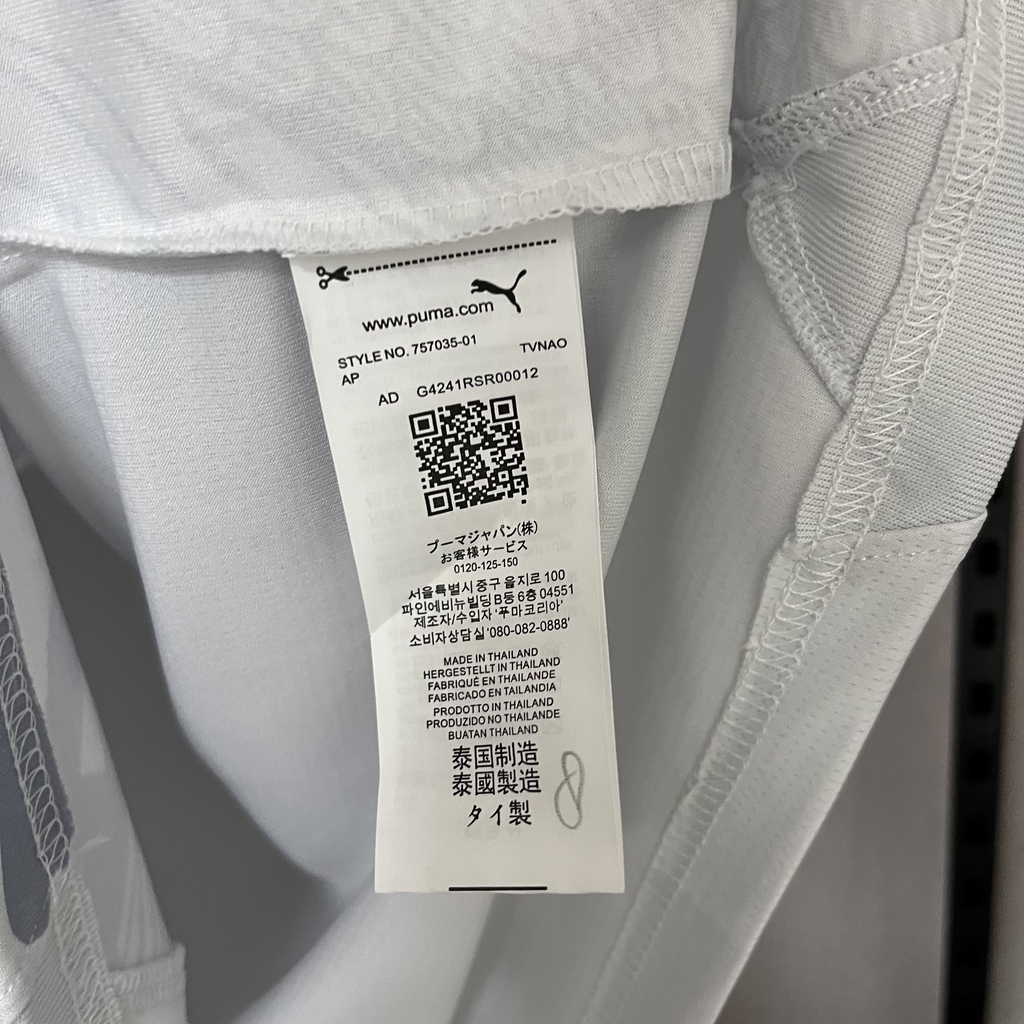 www.puma.com
STYLE NO. 757035-01 TVNAO
AP
AD G4241RSR00012
プーマジャパン(株)
お客様サービス
0120-125-150
서울특별시 중구 을지로 100
파인에비뉴빌딩 B동 6층 04551
제조자/수입자 '푸마코리아'
소비자상담실 '080-082-0888'
MADE IN THAILAND
HERGESTELLT IN THAILAND
FABRIQUÉ EN THAILANDE
FABRICADO EN TAILANDIA
PRODOTTO IN THAILAND
PRODUZIDO NO THAILANDE
BUATAN THAILAND
泰国制造
泰國製造
タイ製
8